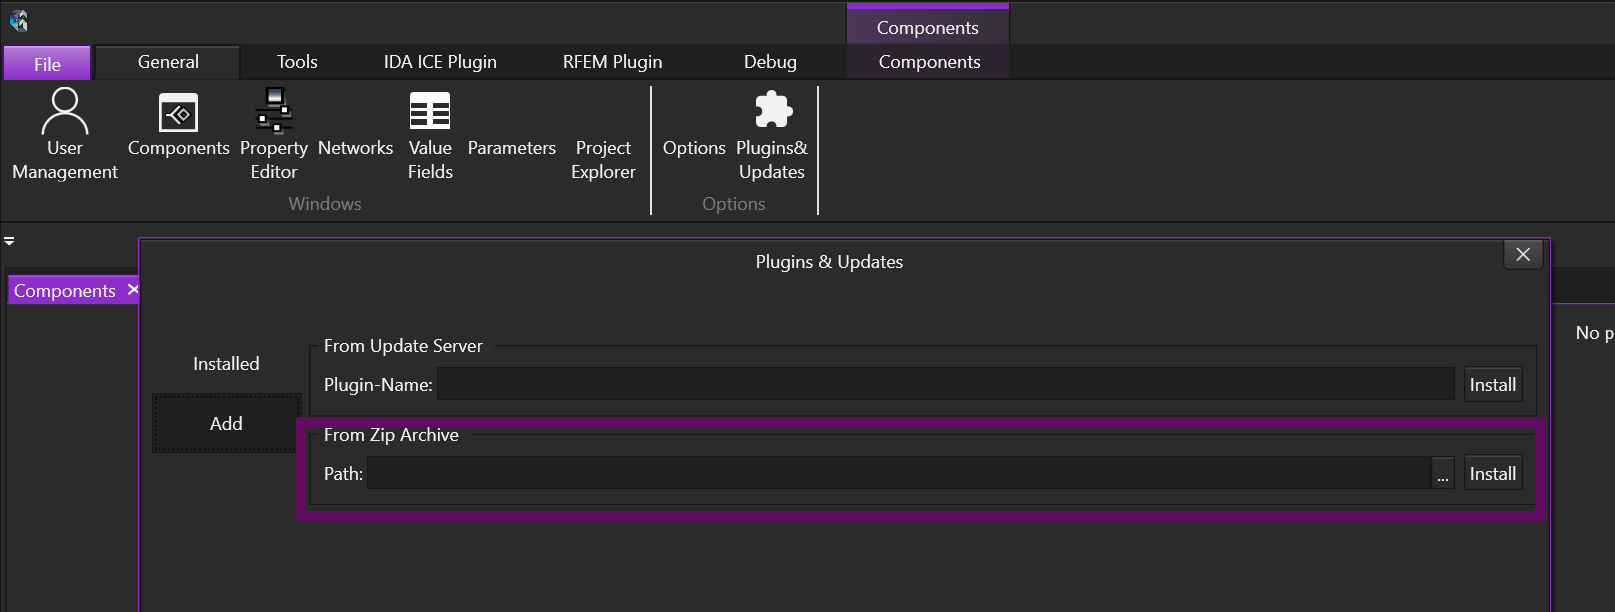 Components
File
General
Tools
IDA ICE Plugin
RFEM Plugin
Debug
Components
User
Management
Components
Property
Editor
Networks
Value
Fields
Parameters
Project
Explorer
Windows
Options
Plugins&
Updates
Options
Components
Plugins & Updates
No p
Installed
Add
From Update Server
Plugin-Name:
Install
From Zip Archive
Path:
...
Install